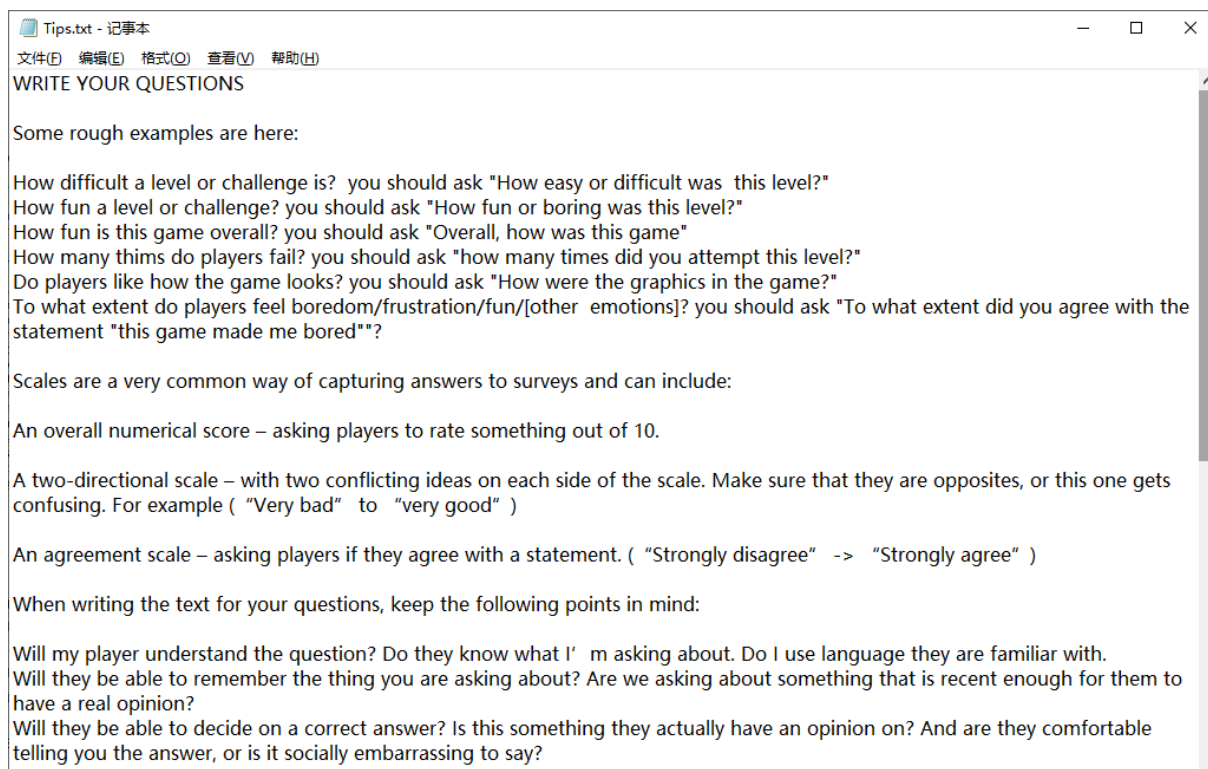 Tips.txt - 记事本
文件(F) 编辑(E) 格式(O) 查看(V) 帮助(H)
WRITE YOUR QUESTIONS
Some rough examples are here:
How difficult a level or challenge is?  you should ask "How easy or difficult was  this level?"
How fun a level or challenge? you should ask "How fun or boring was this level?"
How fun is this game overall? you should ask "Overall, how was this game"
How many thims do players fail? you should ask "how many times did you attempt this level?"
Do players like how the game looks? you should ask "How were the graphics in the game?"
To what extent do players feel boredom/frustration/fun/[other  emotions]? you should ask "To what extent did you agree with the
statement "this game made me bored""?
Scales are a very common way of capturing answers to surveys and can include:
An overall numerical score – asking players to rate something out of 10.
A two-directional scale – with two conflicting ideas on each side of the scale. Make sure that they are opposites, or this one gets
confusing. For example (“Very bad” to “very good”)
An agreement scale – asking players if they agree with a statement. (“Strongly disagree” -> “Strongly agree”)
When writing the text for your questions, keep the following points in mind:
Will my player understand the question? Do they know what I’m asking about. Do I use language they are familiar with.
Will they be able to remember the thing you are asking about? Are we asking about something that is recent enough for them to
have a real opinion?
Will they be able to decide on a correct answer? Is this something they actually have an opinion on? And are they comfortable
telling you the answer, or is it socially embarrassing to say?